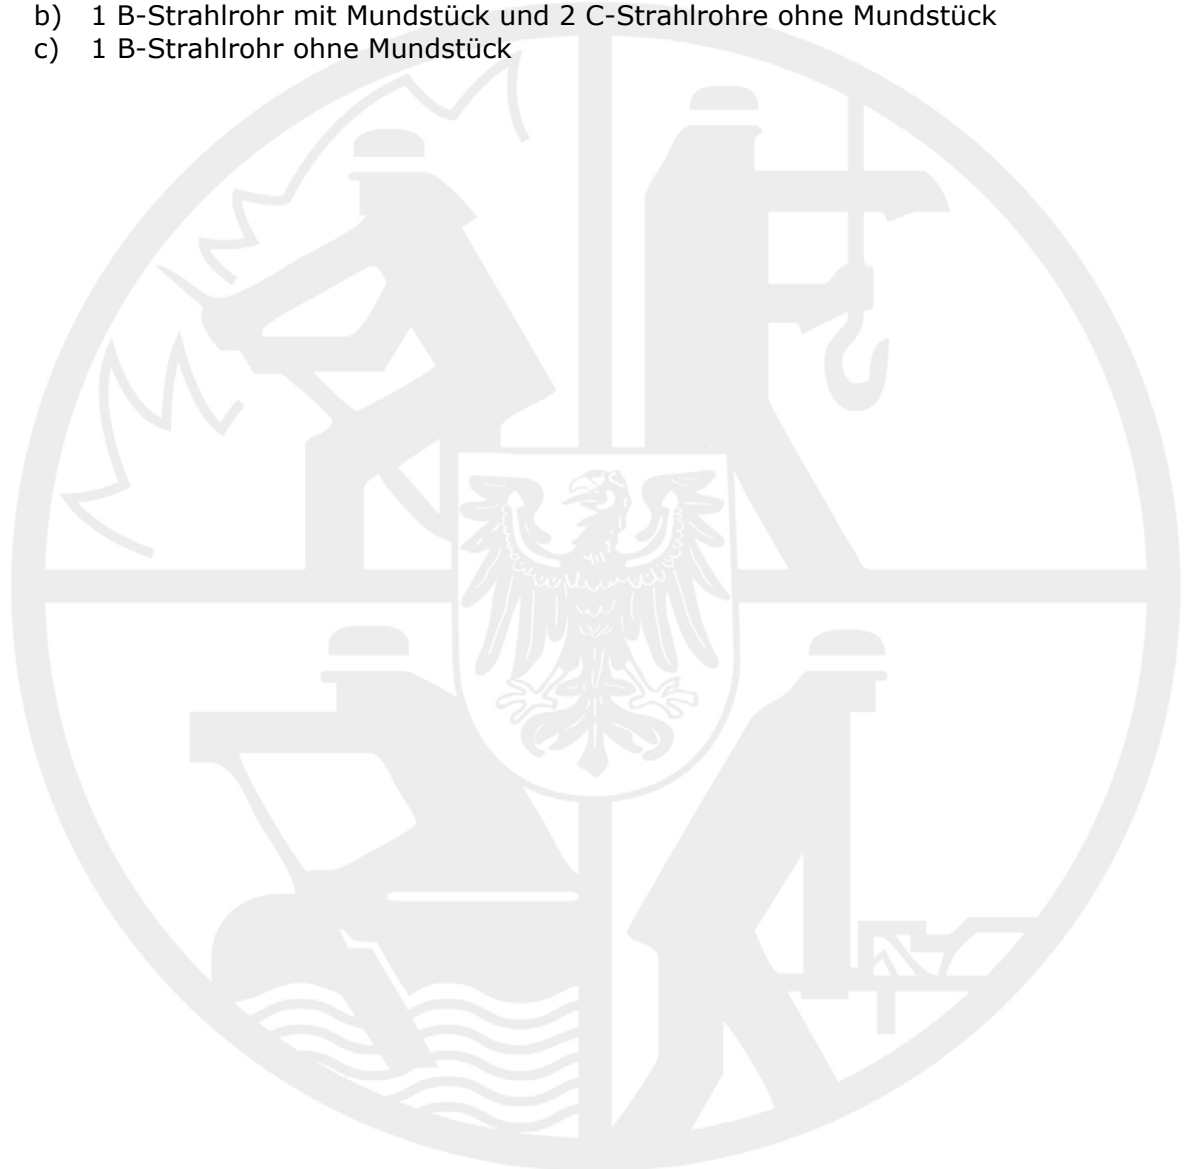 b) 1 B-Strahlrohr mit Mundstück und 2 C-Strahlrohre ohne Mundstück
c) 1 B-Strahlrohr ohne Mundstück